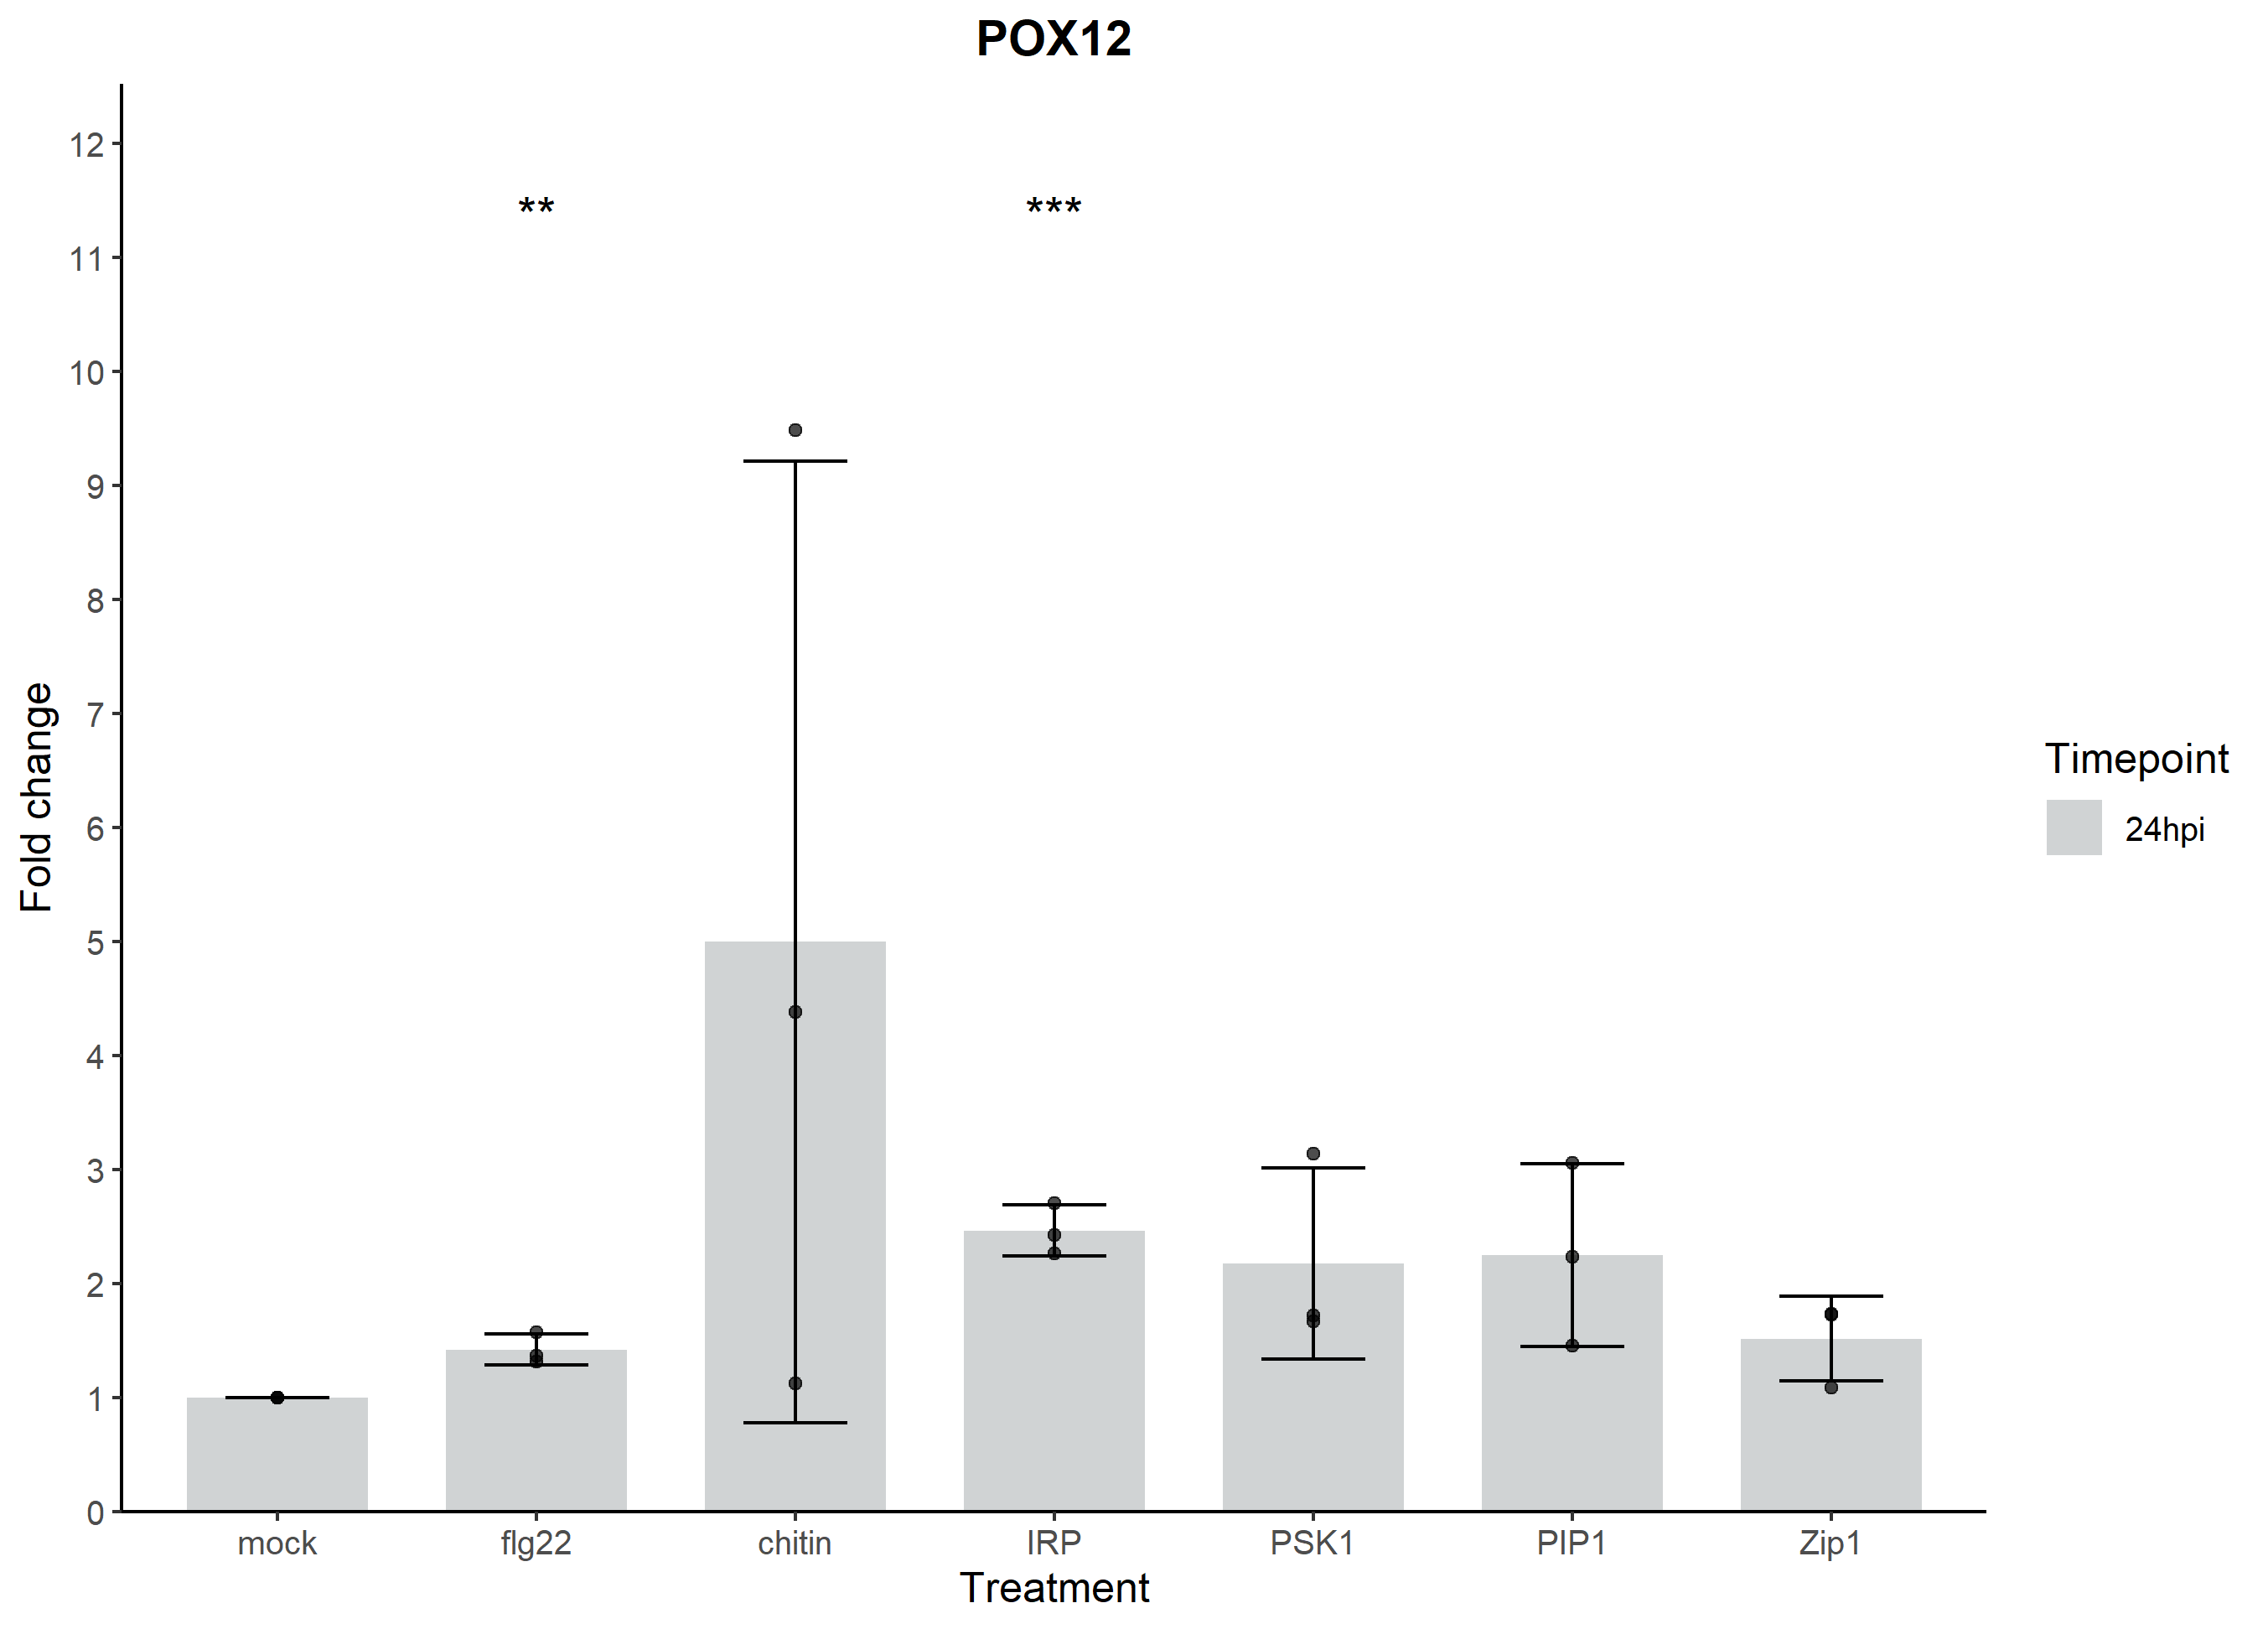 POX12
12
** ***
11
10
9
8
7
6
5
4
3
2
1
0
Fold change
Timepoint
24hpi
mock flg22 chitin IRP PSK1 PIP1 Zip1
Treatment